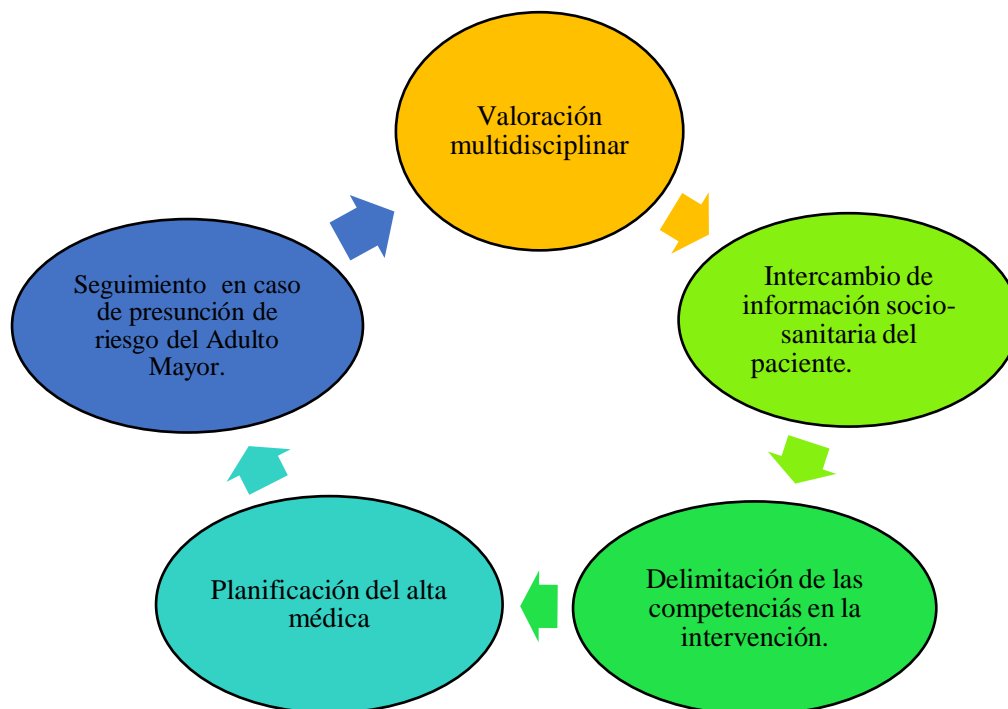 Valoración
multidisciplinar
Intercambio de
información socio-
sanitaria del
paciente.
Delimitación de las
competenciás en la
intervención.
Planificación del alta
médica
Seguimiento en caso
de presunción de
riesgo del Adulto
Mayor.